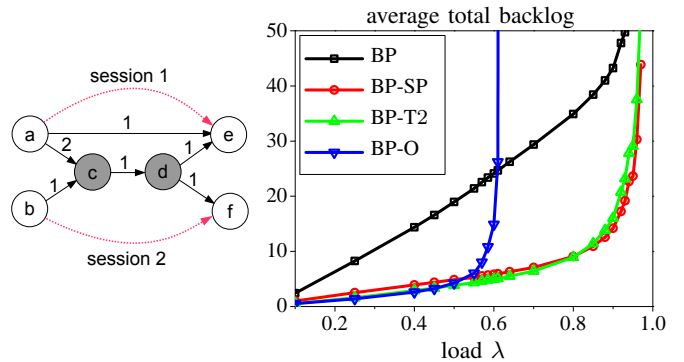 average total backlog
session 1
a
1
e
2
1
c
1
d
1
1
b
f
session 2
BP
BP-SP
BP-T2
BP-O
50
40
30
20
10
0
0.2
0.4
0.6
0.8
1.0
load λ